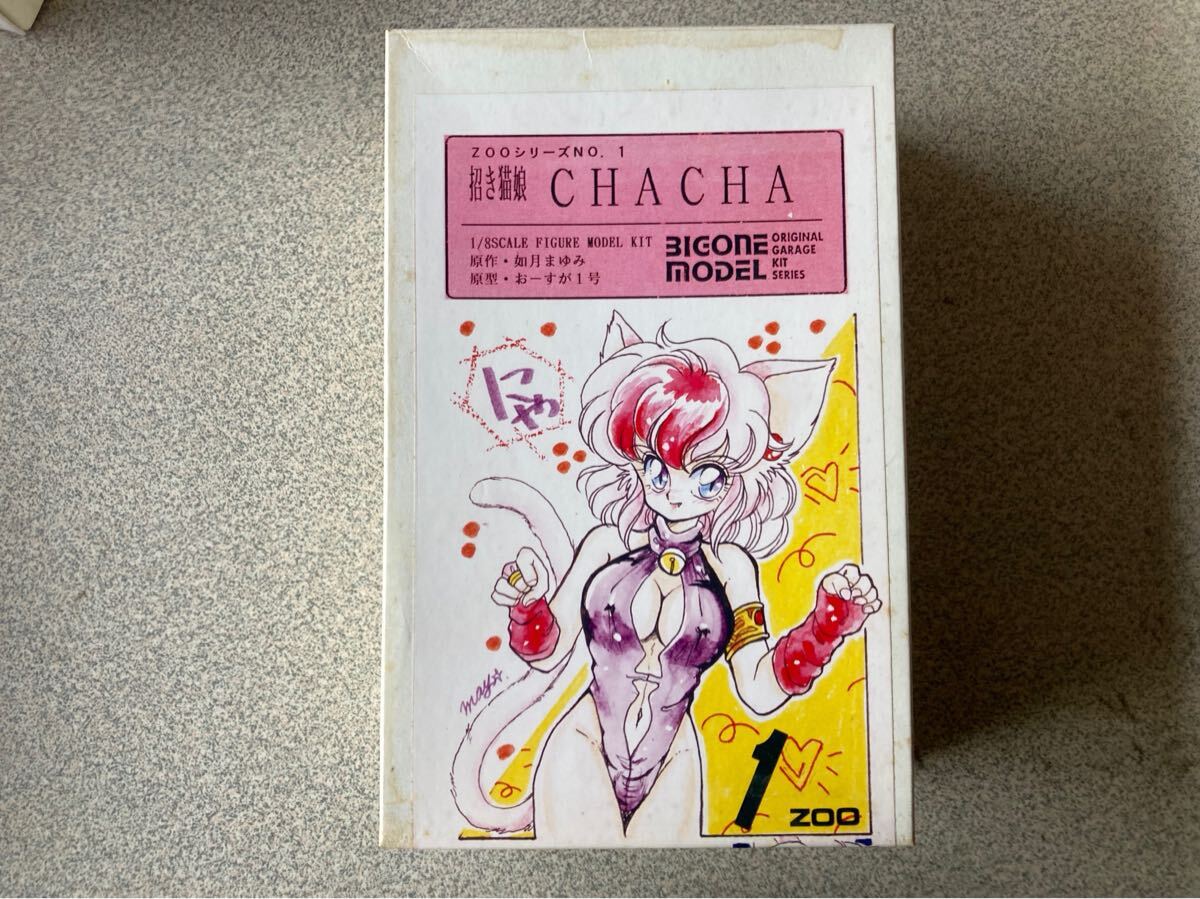 ZOOシリーズNO．1
招き猫娘 CHACHA
1/8SCALE FIGURE MODEL KIT
原作・如月まゆみ
原型・おーすが1号
BIGONE
MODEL
ORIGINAL
GARAGE
KIT
SERIES
にゃ
may☆.
1
ZOO